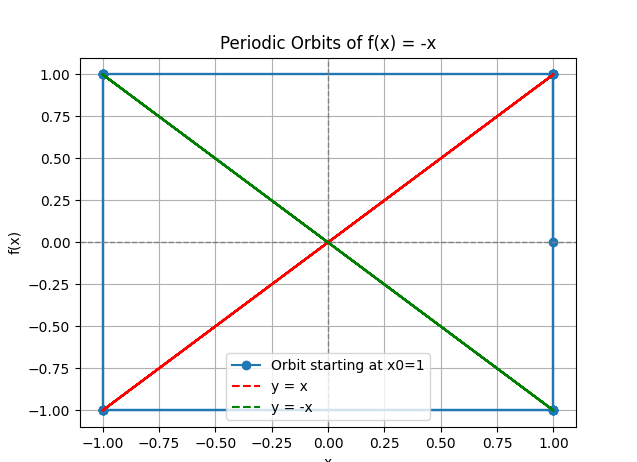 Periodic Orbits of f(x) = -x
1.00
0.75
0.50
0.25
0.00
−0.25
−0.50
−0.75
−1.00
f(x)
Orbit starting at x0=1
y = x
y = -x
−1.00 −0.75 −0.50 −0.25 0.00 0.25 0.50 0.75 1.00
x